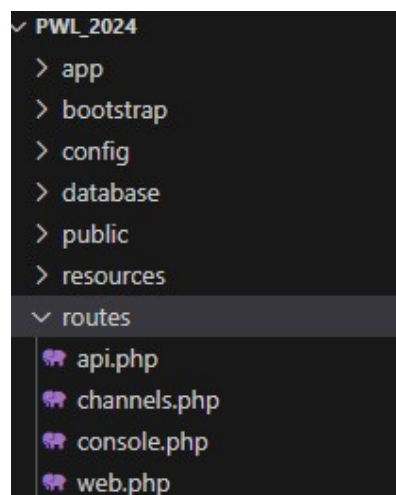 PWL_2024
app
bootstrap
config
database
public
resources
routes
api.php
channels.php
console.php
web.php